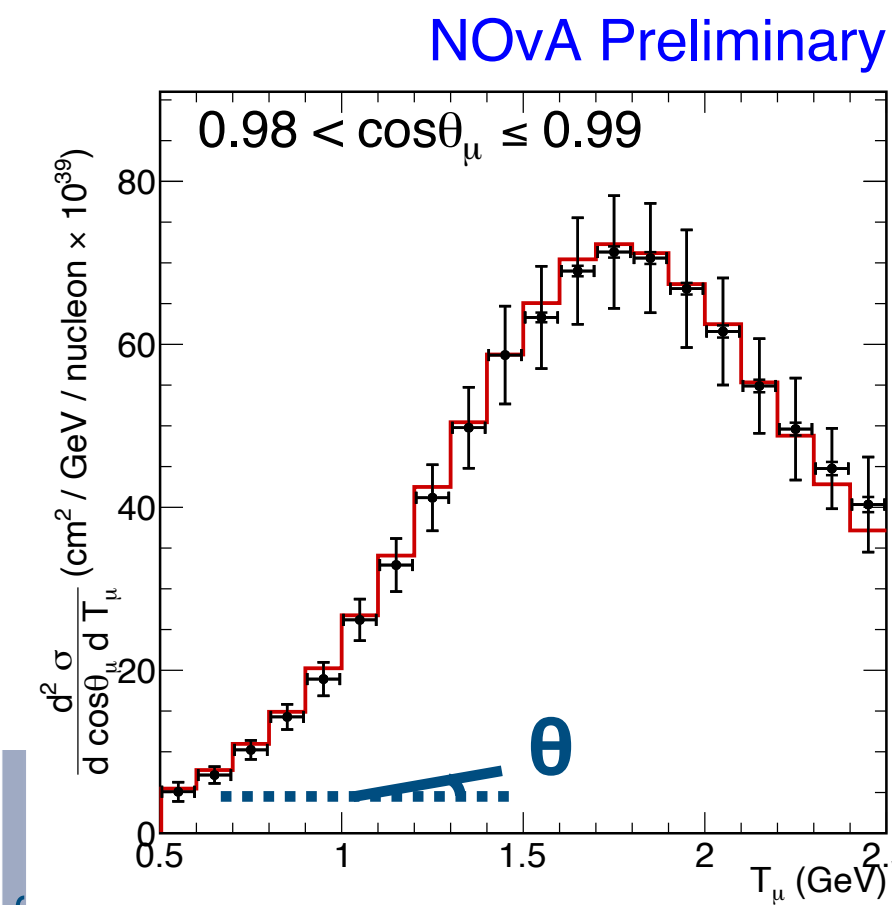 NOvA Preliminary
0.98 < cosθμ ≤ 0.99
d² σ
d cosθμ d Tμ
(cm² / GeV / nucleon × 10³⁹)
80
60
40
20
0
θ
0.5
1
1.5
2
2.
Tμ (GeV)